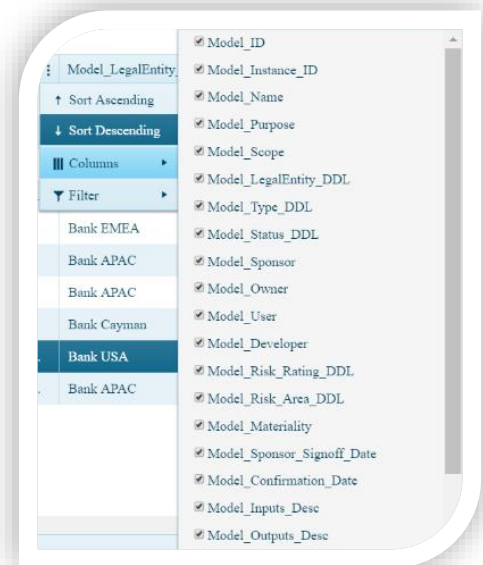 Model_LegalEntity_
Sort Ascending
Sort Descending
Columns
Filter
Bank EMEA
Bank APAC
Bank APAC
Bank Cayman
Bank USA
Bank APAC
Model_ID
Model_Instance_ID
Model_Name
Model_Purpose
Model_Scope
Model_LegalEntity_DDL
Model_Type_DDL
Model_Status_DDL
Model_Sponsor
Model_Owner
Model_User
Model_Developer
Model_Risk_Rating_DDL
Model_Risk_Area_DDL
Model_Materiality
Model_Sponsor_Signoff_Date
Model_Confirmation_Date
Model_Inputs_Desc
Model_Outputs_Desc